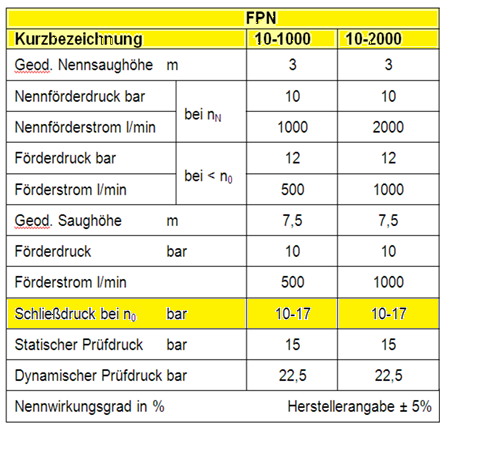 FPN
Kurzbezeichnung 10-1000 10-2000
Geod. Nennsaughöhe m 3 3
Nennförderdruck bar bei nN 10 10
Nennförderstrom l/min 1000 2000
Förderdruck bar bei < n0 12 12
Förderstrom l/min 500 1000
Geod. Saughöhe m 7,5 7,5
Förderdruck bar 10 10
Förderstrom l/min 500 1000
Schließdruck bei n0 bar 10-17 10-17
Statischer Prüfdruck bar 15 15
Dynamischer Prüfdruck bar 22,5 22,5
Nennwirkungsgrad in % Herstellerangabe ± 5%